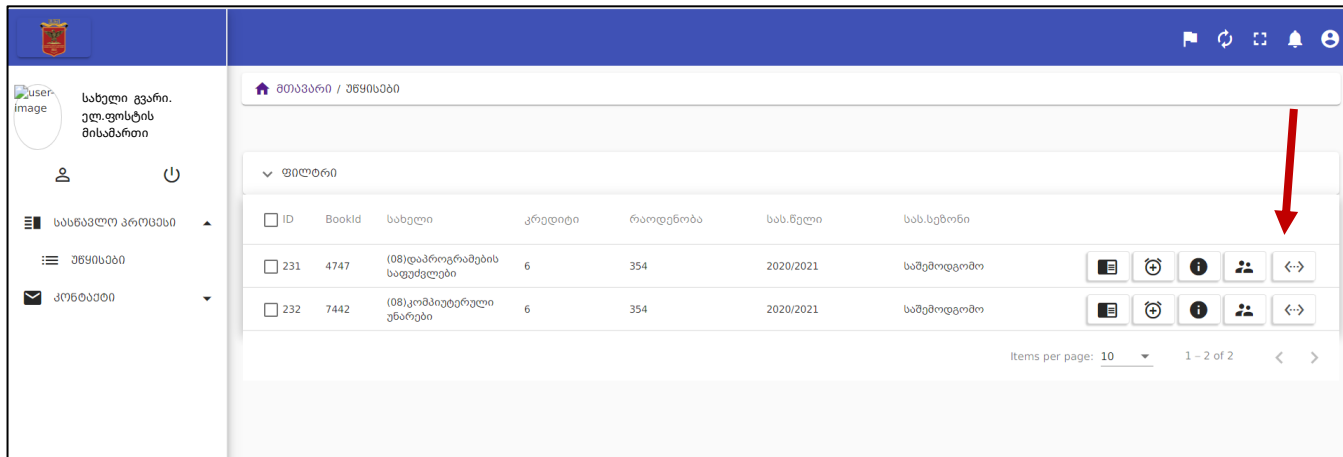 user-
image
სახელი გვარი.
ელ.ფოსტის
მისამართი
სასწავლო პროცესი
უწყისები
კონტაქტი
მთავარი / უწყისები
ფილტრი
ID BookId სახელი კრედიტი რაოდენობა სას.წელი სას.სეზონი
231 4747 (08)დაპროგრამების საფუძვლები 6 354 2020/2021 საშემოდგომო
232 7442 (08)კომპიუტერული უნარები 6 354 2020/2021 საშემოდგომო
Items per page: 10 1 – 2 of 2